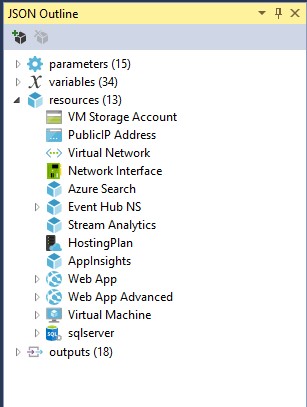 JSON Outline
parameters (15)
variables (34)
resources (13)
VM Storage Account
PublicIP Address
Virtual Network
Network Interface
Azure Search
Event Hub NS
Stream Analytics
HostingPlan
AppInsights
Web App
Web App Advanced
Virtual Machine
SQL sqlserver
outputs (18)